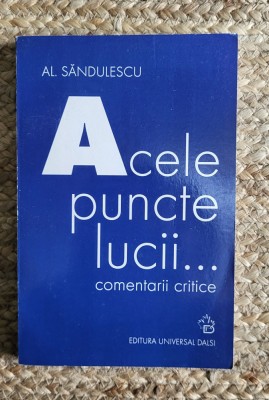 AL. SĂNDULESCU
Acele
puncte
lucii...
comentarii critice
EDITURA UNIVERSAL DALSI